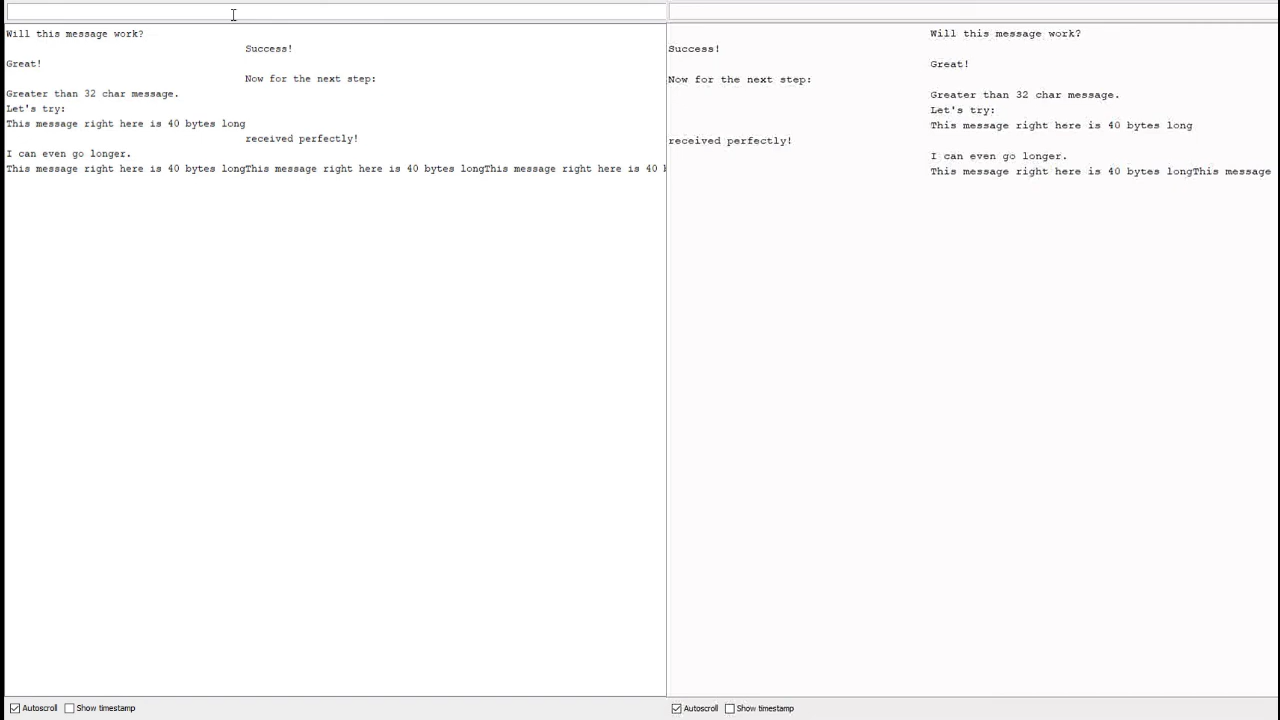 Will this message work?
Success!
Great!
Now for the next step:
Greater than 32 char message.
Let's try:
This message right here is 40 bytes long
received perfectly!
I can even go longer.
This message right here is 40 bytes longThis message right here is 40 bytes longThis message right here is 40
Autoscroll
Show timestamp
Will this message work?
Success!
Great!
Now for the next step:
Greater than 32 char message.
Let's try:
This message right here is 40 bytes long
received perfectly!
I can even go longer.
This message right here is 40 bytes longThis message
Autoscroll
Show timestamp